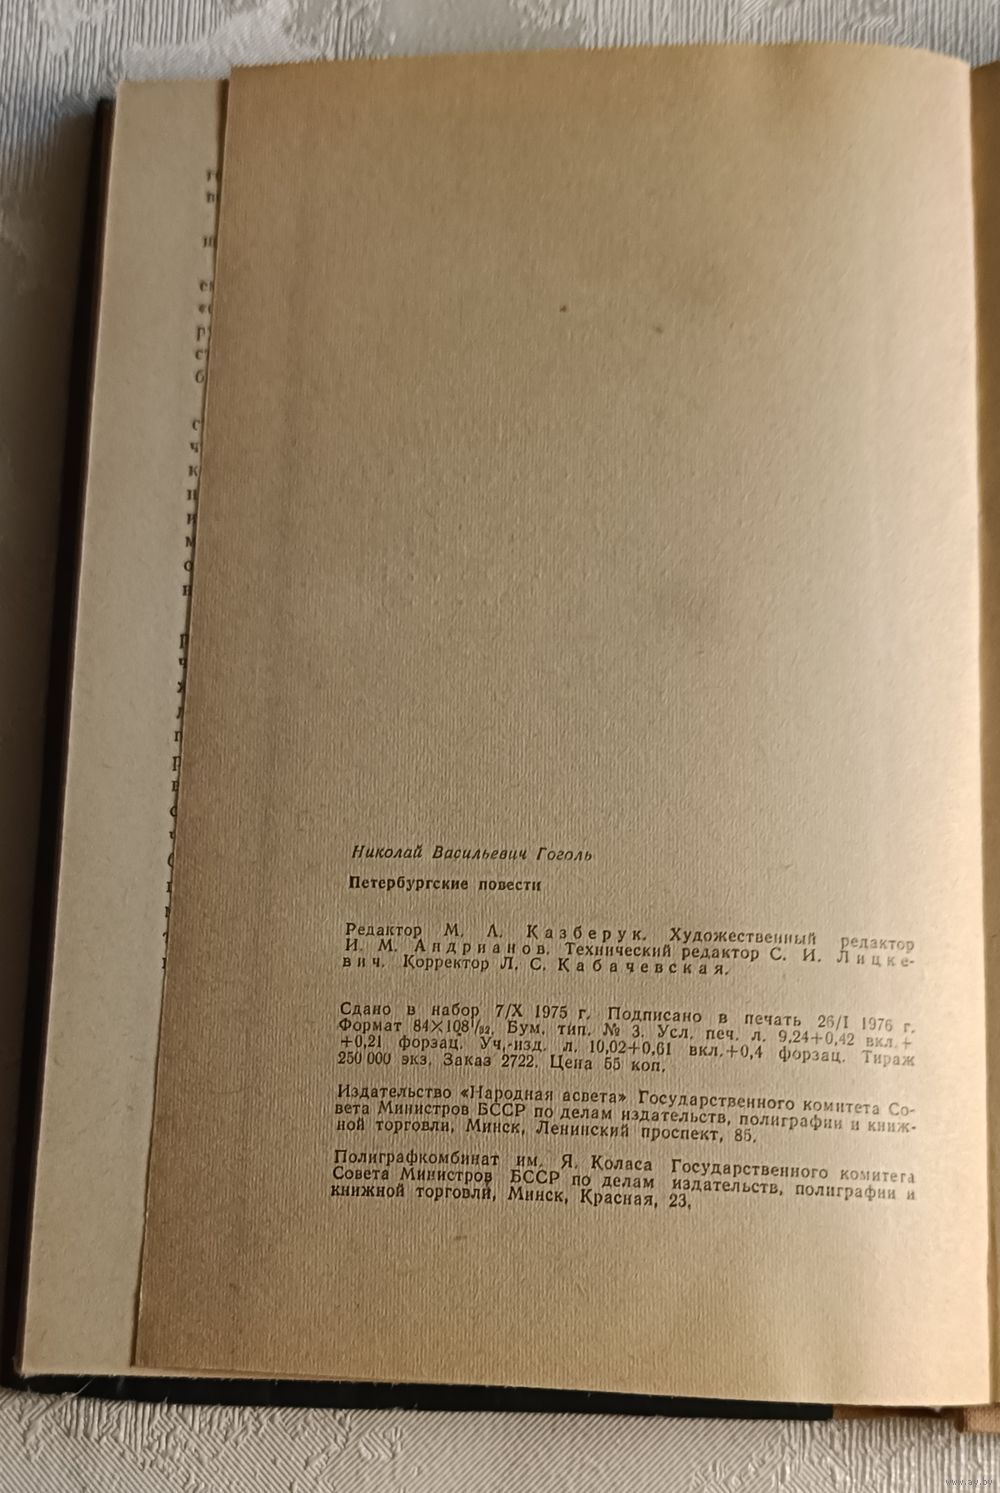 Николай Васильевич Гоголь
Петербургские повести
Редактор М. А. Казберук. Художественный редактор
И. М. Андрианов. Технический редактор С. И. Лицке-
вич. Корректор Л. С. Кабачевская.
Сдано в набор 7/X 1975 г. Подписано в печать 26/I 1976 г.
Формат 84×108¹/₃₂. Бум. тип. № 3. Усл. печ. л. 9,24+0,42 вкл.+
+0,21 форзац. Уч.-изд. л. 10,02+0,61 вкл.+0,4 форзац. Тираж
250 000 экз. Заказ 2722. Цена 55 коп.
Издательство «Народная асвета» Государственного комитета Со-
вета Министров БССР по делам издательств, полиграфии и книж-
ной торговли, Минск, Ленинский проспект, 85.
Полиграфкомбинат им. Я. Коласа Государственного комитета
Совета Министров БССР по делам издательств, полиграфии и
книжной торговли, Минск, Красная, 23.
www.ay.by